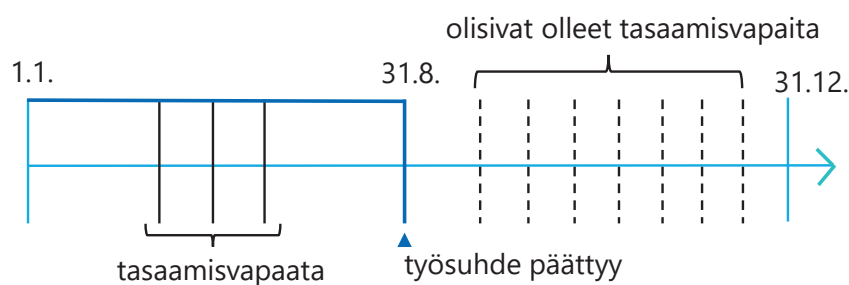 olisivat olleet tasaamisvapaita
1.1.
31.8.
31.12.
tasaamisvapaata
työsuhde päättyy